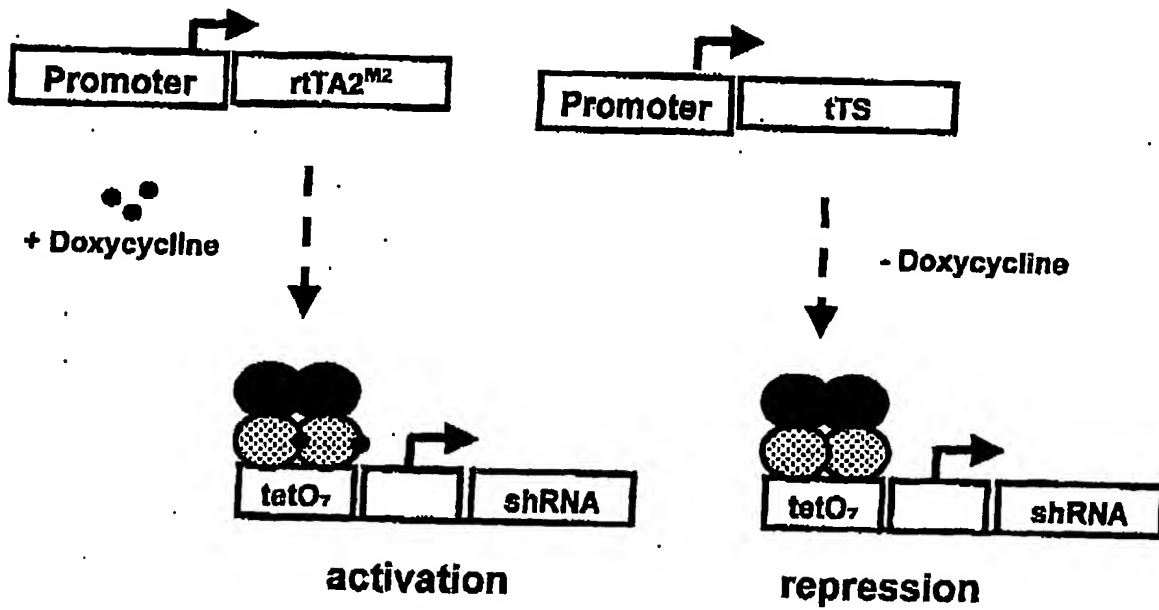 Promoter rtTA2M2
Promoter tTS
+ Doxycycline
- Doxycycline
tetO7 shRNA
tetO7 shRNA
activation
repression